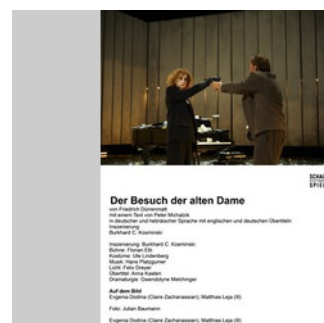 SCHAU
SPIEL
Der Besuch der alten Dame
von Friedrich Dürrenmatt
mit einem Text von Peter Michalzik
in deutscher und hebräischer Sprache mit englischen und deutschen Übertiteln
Inszenierung
Burkhard C. Kosminski
Inszenierung: Burkhard C. Kosminski
Bühne: Florian Etti
Kostüme: Ute Lindenberg
Musik: Hans Platzgumer
Licht: Felix Dreyer
Übertitel: Anna Kasten
Dramaturgie: Gwendolyne Melchinger
Auf dem Bild
Evgenia Dodina (Claire Zachanassian), Matthias Leja (Ill)
Foto: Julian Baumann
Evgenia Dodina (Claire Zachanassian), Matthias Leja (Ill)